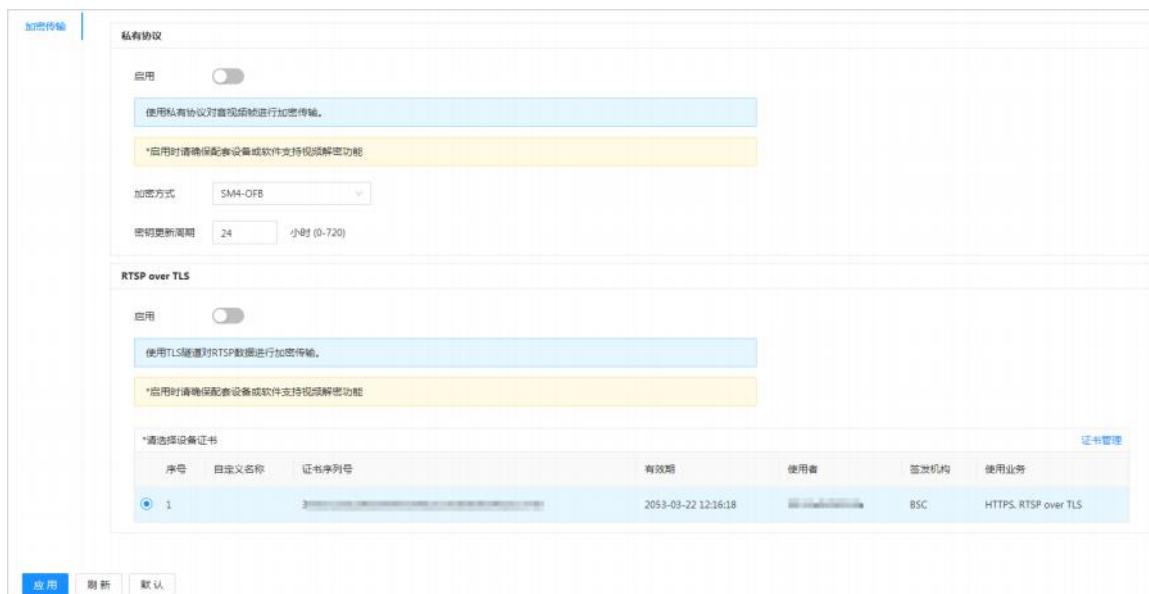 加密传输
私有协议
启用
使用私有协议对音视频帧进行加密传输。
*启用时请确保配套设备或软件支持视频解密功能
加密方式 SM4-OFB
密钥更新周期 24 小时 (0-720)
RTSP over TLS
启用
使用TLS隧道对RTSP数据进行加密传输。
*启用时请确保配套设备或软件支持视频解密功能
*请选择设备证书 证书管理
序号 自定义名称 证书序列号 有效期 使用者 签发机构 使用业务
1 3 2053-03-22 12:16:18 BSC HTTPS, RTSP over TLS
应用 刷新 默认